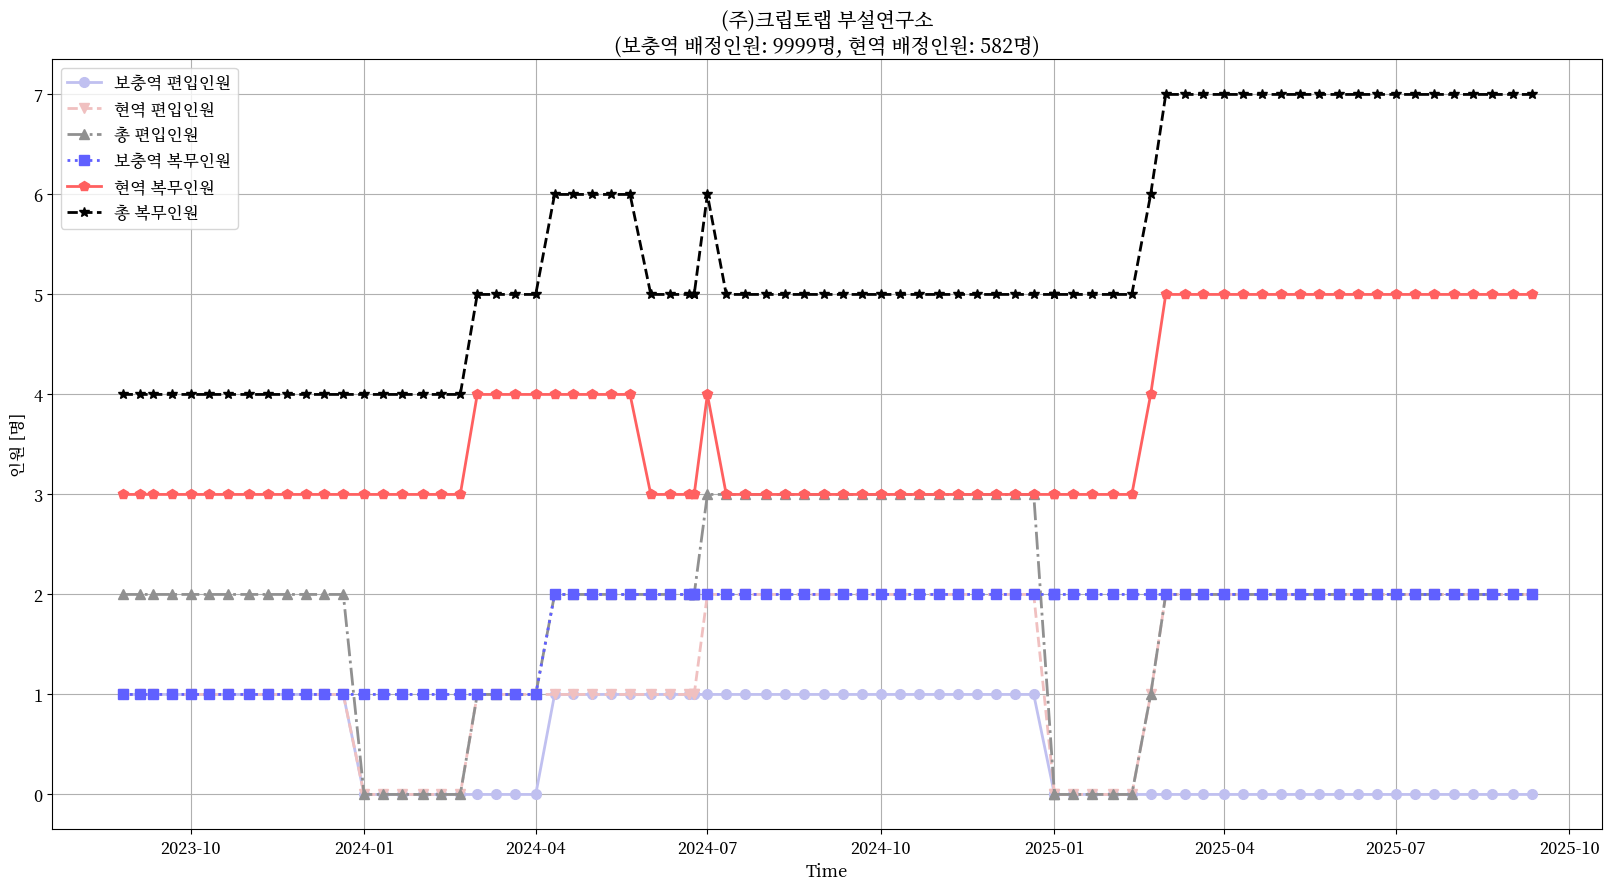 (주)크립토랩 부설연구소
(보충역 배정인원: 9999명, 현역 배정인원: 582명)
보충역 편입인원
현역 편입인원
총 편입인원
보충역 복무인원
현역 복무인원
총 복무인원
7
6
5
4
3
2
1
0
인원 [명]
2023-10 2024-01 2024-04 2024-07 2024-10 2025-01 2025-04 2025-07 2025-10
Time